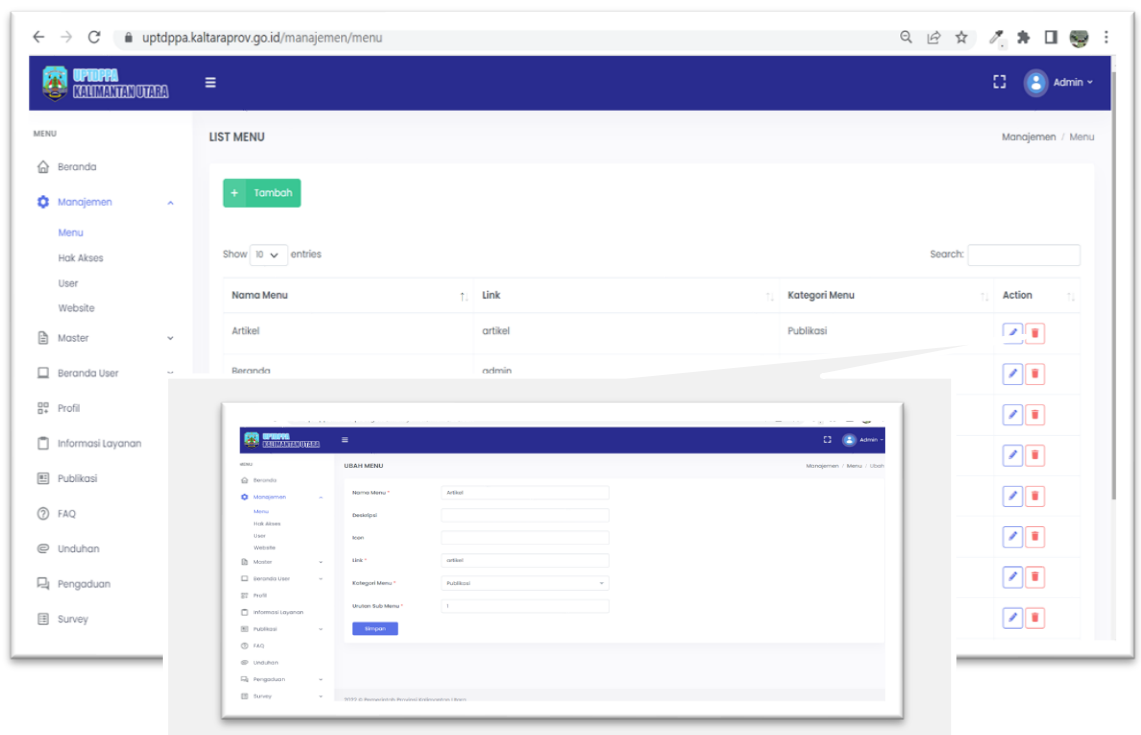 uptdppa.kaltaraprov.go.id/manajemen/menu
UPTDPPA
KALIMANTAN UTARA
Admin
MENU
LIST MENU
Manajemen / Menu
Beranda
Manajemen
Menu
Hak Akses
User
Website
Master
Beranda User
Profil
Informasi Layanan
Publikasi
FAQ
Unduhan
Pengaduan
Survey
+ Tambah
Show 10 entries
Search:
Nama Menu
Link
Kategori Menu
Action
Artikel
artikel
Publikasi
Beranda
admin
UPTDPPA
KALIMANTAN UTARA
Admin
MENU
UBAH MENU
Manajemen / Menu / Ubah
Beranda
Manajemen
Menu
Hak Akses
User
Website
Master
Beranda User
Profil
Informasi Layanan
Publikasi
FAQ
Unduhan
Pengaduan
Survey
Nama Menu *
Artikel
Deskripsi
Icon
Link *
artikel
Kategori Menu *
Publikasi
Urutan Sub Menu *
1
Simpan